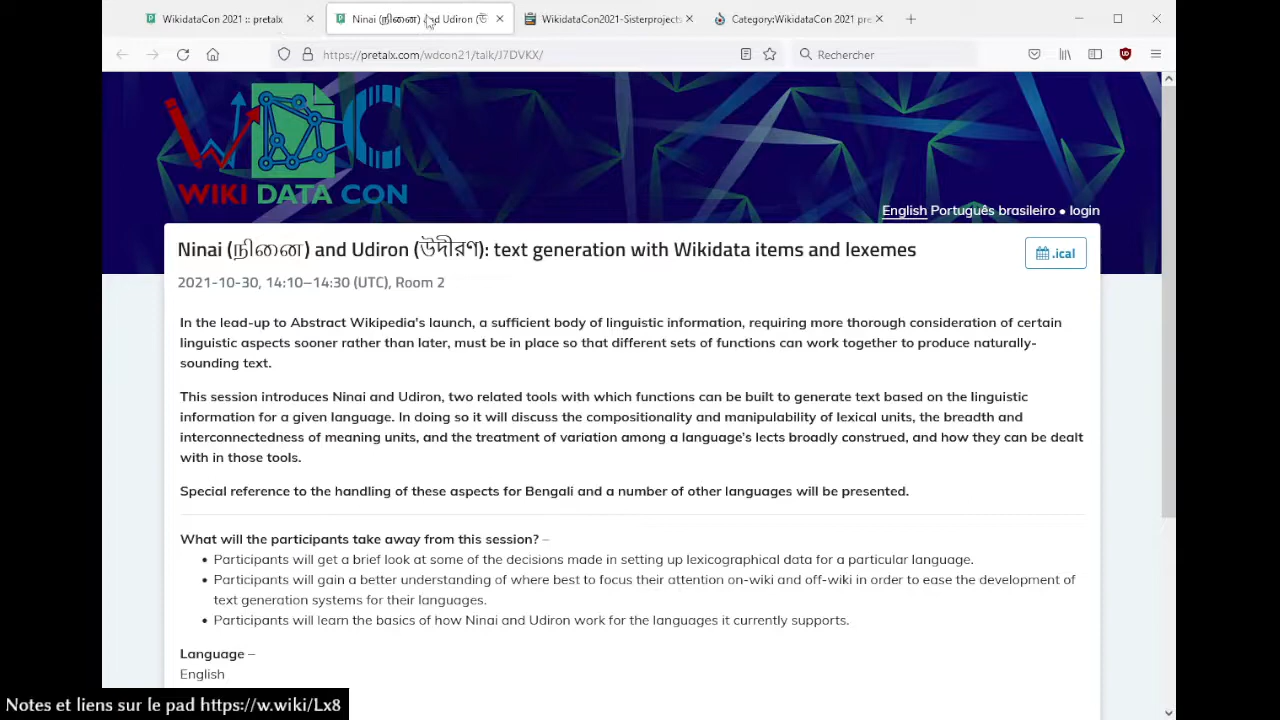 WikidataCon 2021 :: pretalx
Ninai (நினை) and Udiron (উ
WikidataCon2021-Sisterprojects
Category:WikidataCon 2021 pre
https://pretalx.com/wdcon21/talk/J7DVKX/
Rechercher
WIKI DATA CON
English Português brasileiro • login
Ninai (நினை) and Udiron (উদীরণ): text generation with Wikidata items and lexemes
.ical
2021-10-30, 14:10–14:30 (UTC), Room 2
In the lead-up to Abstract Wikipedia's launch, a sufficient body of linguistic information, requiring more thorough consideration of certain
linguistic aspects sooner rather than later, must be in place so that different sets of functions can work together to produce naturally-
sounding text.
This session introduces Ninai and Udiron, two related tools with which functions can be built to generate text based on the linguistic
information for a given language. In doing so it will discuss the compositionality and manipulability of lexical units, the breadth and
interconnectedness of meaning units, and the treatment of variation among a language's lects broadly construed, and how they can be dealt
with in those tools.
Special reference to the handling of these aspects for Bengali and a number of other languages will be presented.
What will the participants take away from this session? –
• Participants will get a brief look at some of the decisions made in setting up lexicographical data for a particular language.
• Participants will gain a better understanding of where best to focus their attention on-wiki and off-wiki in order to ease the development of
text generation systems for their languages.
• Participants will learn the basics of how Ninai and Udiron work for the languages it currently supports.
Language –
English
Notes et liens sur le pad https://w.wiki/Lx8